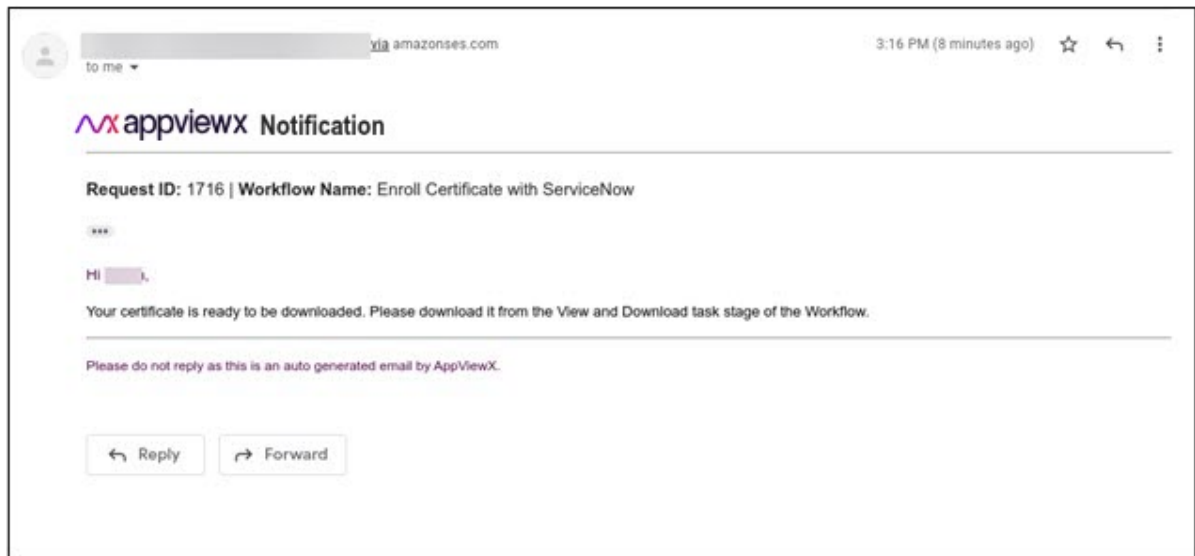 via amazonses.com 3:16 PM (8 minutes ago)
to me
appviewx Notification
Request ID: 1716 | Workflow Name: Enroll Certificate with ServiceNow
Hi ,
Your certificate is ready to be downloaded. Please download it from the View and Download task stage of the Workflow.
Please do not reply as this is an auto generated email by AppViewX.
Reply Forward